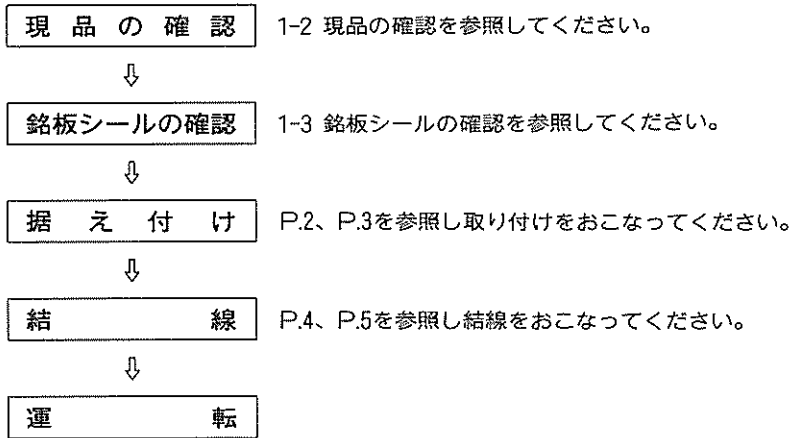 現品の確認 1-2 現品の確認を参照してください。
⇩
銘板シールの確認 1-3 銘板シールの確認を参照してください。
⇩
据え付け P.2、P.3を参照し取り付けをおこなってください。
⇩
結線 P.4、P.5を参照し結線をおこなってください。
⇩
運転